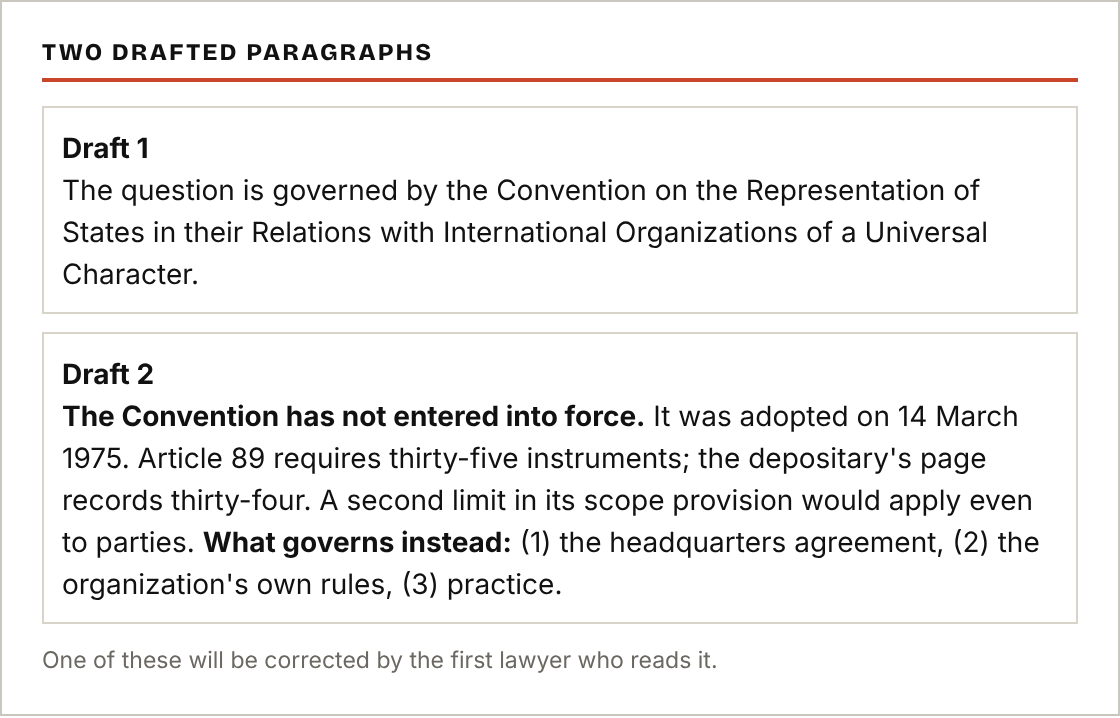 TWO DRAFTED PARAGRAPHS
Draft 1
The question is governed by the Convention on the Representation of
States in their Relations with International Organizations of a Universal
Character.
Draft 2
The Convention has not entered into force. It was adopted on 14 March
1975. Article 89 requires thirty-five instruments; the depositary's page
records thirty-four. A second limit in its scope provision would apply even
to parties. What governs instead: (1) the headquarters agreement, (2) the
organization's own rules, (3) practice.
One of these will be corrected by the first lawyer who reads it.